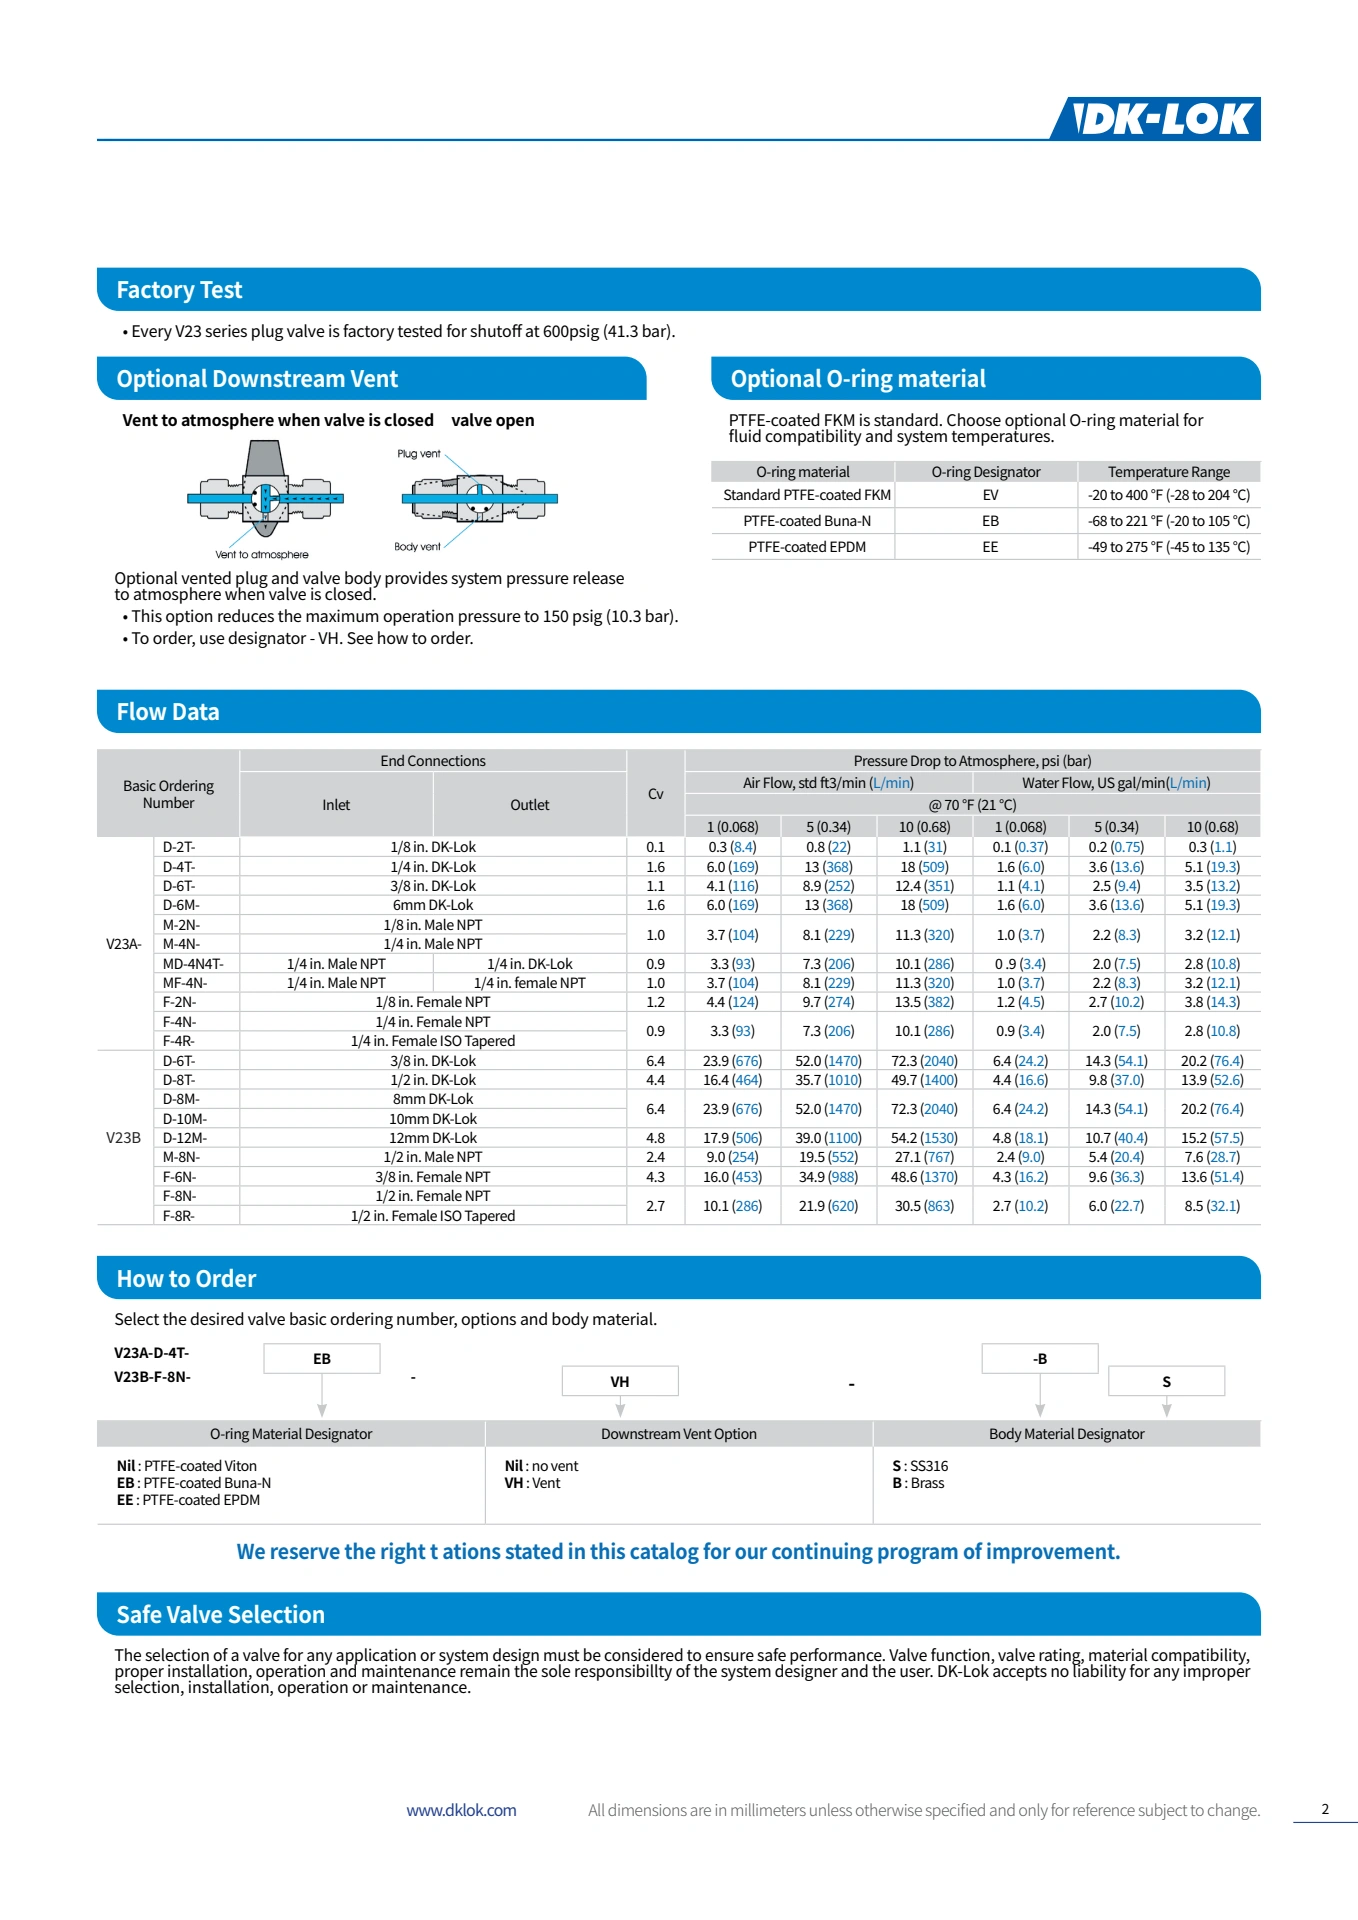 DK-LOK
Factory Test
• Every V23 series plug valve is factory tested for shutoff at 600psig (41.3 bar).
Optional Downstream Vent
Vent to atmosphere when valve is closed valve open
Plug vent
Body vent
Vent to atmosphere
Optional vented plug and valve body provides system pressure release
to atmosphere when valve is closed.
• This option reduces the maximum operation pressure to 150 psig (10.3 bar).
• To order, use designator - VH. See how to order.
Optional O-ring material
PTFE-coated FKM is standard. Choose optional O-ring material for
fluid compatibility and system temperatures.
O-ring material O-ring Designator Temperature Range
Standard PTFE-coated FKM EV -20 to 400 °F (-28 to 204 °C)
PTFE-coated Buna-N EB -68 to 221 °F (-20 to 105 °C)
PTFE-coated EPDM EE -49 to 275 °F (-45 to 135 °C)
Flow Data
Basic Ordering
Number
End Connections
Inlet Outlet
Cv
Pressure Drop to Atmosphere, psi (bar)
Air Flow, std ft3/min (L/min) Water Flow, US gal/min(L/min)
@ 70 °F (21 °C)
1 (0.068) 5 (0.34) 10 (0.68) 1 (0.068) 5 (0.34) 10 (0.68)
V23A-
D-2T- 1/8 in. DK-Lok 0.1 0.3 (8.4) 0.8 (22) 1.1 (31) 0.1 (0.37) 0.2 (0.75) 0.3 (1.1)
D-4T- 1/4 in. DK-Lok 1.6 6.0 (169) 13 (368) 18 (509) 1.6 (6.0) 3.6 (13.6) 5.1 (19.3)
D-6T- 3/8 in. DK-Lok 1.1 4.1 (116) 8.9 (252) 12.4 (351) 1.1 (4.1) 2.5 (9.4) 3.5 (13.2)
D-6M- 6mm DK-Lok 1.6 6.0 (169) 13 (368) 18 (509) 1.6 (6.0) 3.6 (13.6) 5.1 (19.3)
M-2N- 1/8 in. Male NPT
M-4N- 1/4 in. Male NPT
1.0 3.7 (104) 8.1 (229) 11.3 (320) 1.0 (3.7) 2.2 (8.3) 3.2 (12.1)
MD-4N4T- 1/4 in. Male NPT 1/4 in. DK-Lok 0.9 3.3 (93) 7.3 (206) 10.1 (286) 0 .9 (3.4) 2.0 (7.5) 2.8 (10.8)
MF-4N- 1/4 in. Male NPT 1/4 in. female NPT 1.0 3.7 (104) 8.1 (229) 11.3 (320) 1.0 (3.7) 2.2 (8.3) 3.2 (12.1)
F-2N- 1/8 in. Female NPT 1.2 4.4 (124) 9.7 (274) 13.5 (382) 1.2 (4.5) 2.7 (10.2) 3.8 (14.3)
F-4N- 1/4 in. Female NPT
F-4R- 1/4 in. Female ISO Tapered
0.9 3.3 (93) 7.3 (206) 10.1 (286) 0.9 (3.4) 2.0 (7.5) 2.8 (10.8)
V23B
D-6T- 3/8 in. DK-Lok 6.4 23.9 (676) 52.0 (1470) 72.3 (2040) 6.4 (24.2) 14.3 (54.1) 20.2 (76.4)
D-8T- 1/2 in. DK-Lok 4.4 16.4 (464) 35.7 (1010) 49.7 (1400) 4.4 (16.6) 9.8 (37.0) 13.9 (52.6)
D-8M- 8mm DK-Lok
D-10M- 10mm DK-Lok
6.4 23.9 (676) 52.0 (1470) 72.3 (2040) 6.4 (24.2) 14.3 (54.1) 20.2 (76.4)
D-12M- 12mm DK-Lok 4.8 17.9 (506) 39.0 (1100) 54.2 (1530) 4.8 (18.1) 10.7 (40.4) 15.2 (57.5)
M-8N- 1/2 in. Male NPT 2.4 9.0 (254) 19.5 (552) 27.1 (767) 2.4 (9.0) 5.4 (20.4) 7.6 (28.7)
F-6N- 3/8 in. Female NPT 4.3 16.0 (453) 34.9 (988) 48.6 (1370) 4.3 (16.2) 9.6 (36.3) 13.6 (51.4)
F-8N- 1/2 in. Female NPT
F-8R- 1/2 in. Female ISO Tapered
2.7 10.1 (286) 21.9 (620) 30.5 (863) 2.7 (10.2) 6.0 (22.7) 8.5 (32.1)
How to Order
Select the desired valve basic ordering number, options and body material.
V23A-D-4T- EB -B
V23B-F-8N- - VH - S
O-ring Material Designator Downstream Vent Option Body Material Designator
Nil : PTFE-coated Viton Nil : no vent S : SS316
EB : PTFE-coated Buna-N VH : Vent B : Brass
EE : PTFE-coated EPDM
We reserve the right t ations stated in this catalog for our continuing program of improvement.
Safe Valve Selection
The selection of a valve for any application or system design must be considered to ensure safe performance. Valve function, valve rating, material compatibility,
proper installation, operation and maintenance remain the sole responsibillty of the system designer and the user. DK-Lok accepts no liability for any improper
selection, installation, operation or maintenance.
www.dklok.com All dimensions are in millimeters unless otherwise specified and only for reference subject to change. 2